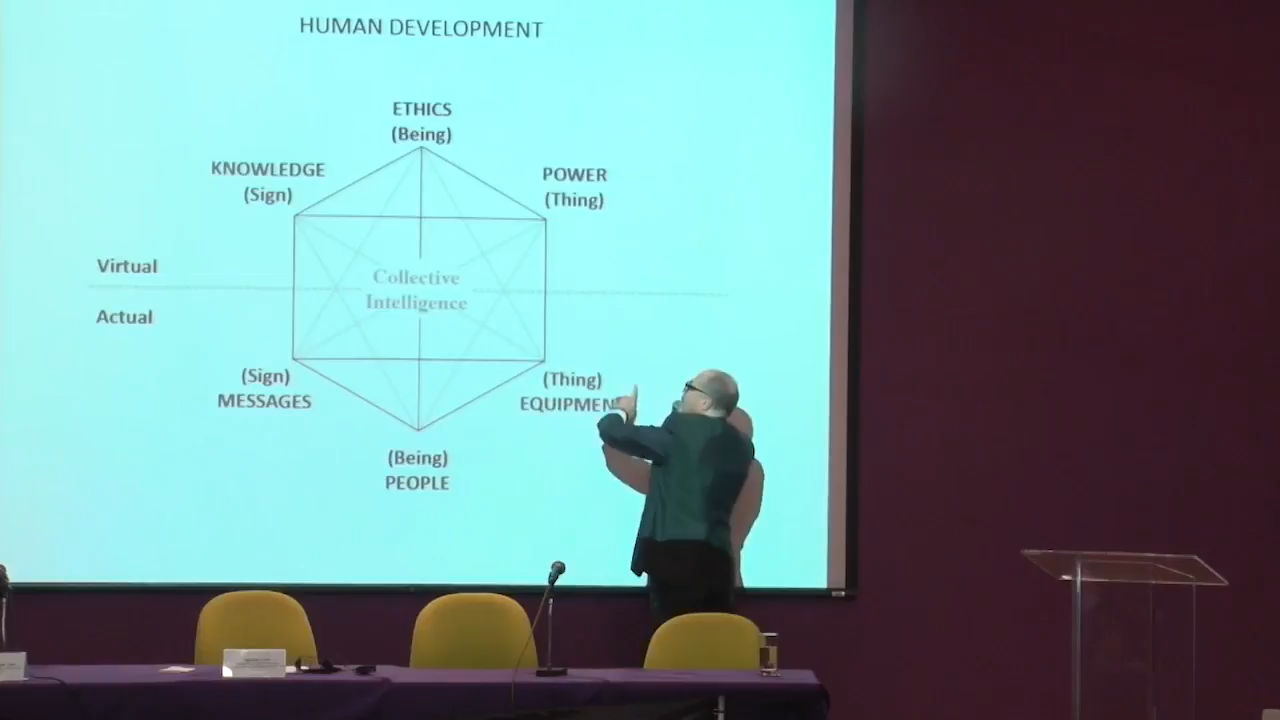 HUMAN DEVELOPMENT
ETHICS
(Being)
KNOWLEDGE
(Sign)
POWER
(Thing)
Virtual
Collective
Intelligence
Actual
(Sign)
MESSAGES
(Thing)
EQUIPMEN
(Being)
PEOPLE